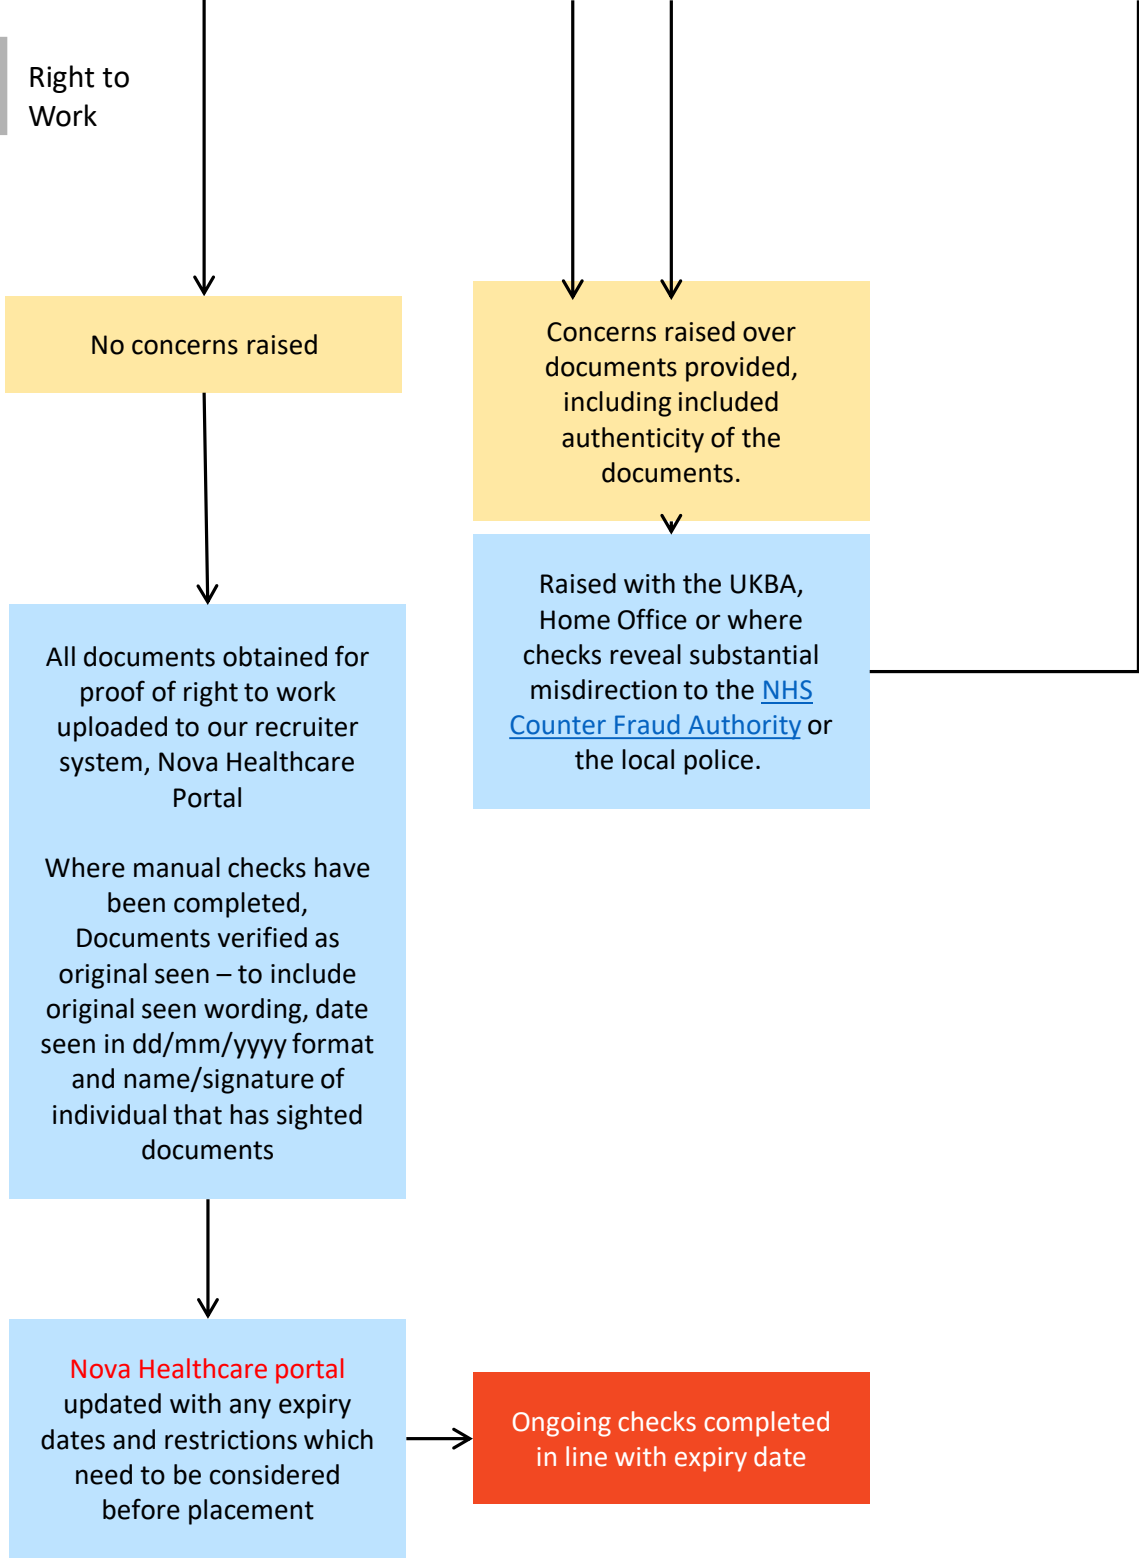 Right to
Work
No concerns raised
Concerns raised over
documents provided,
including included
authenticity of the
documents.
Raised with the UKBA,
Home Office or where
checks reveal substantial
misdirection to the NHS
Counter Fraud Authority or
the local police.
All documents obtained for
proof of right to work
uploaded to our recruiter
system, Nova Healthcare
Portal
Where manual checks have
been completed,
Documents verified as
original seen – to include
original seen wording, date
seen in dd/mm/yyyy format
and name/signature of
individual that has sighted
documents
Nova Healthcare portal
updated with any expiry
dates and restrictions which
need to be considered
before placement
Ongoing checks completed
in line with expiry date